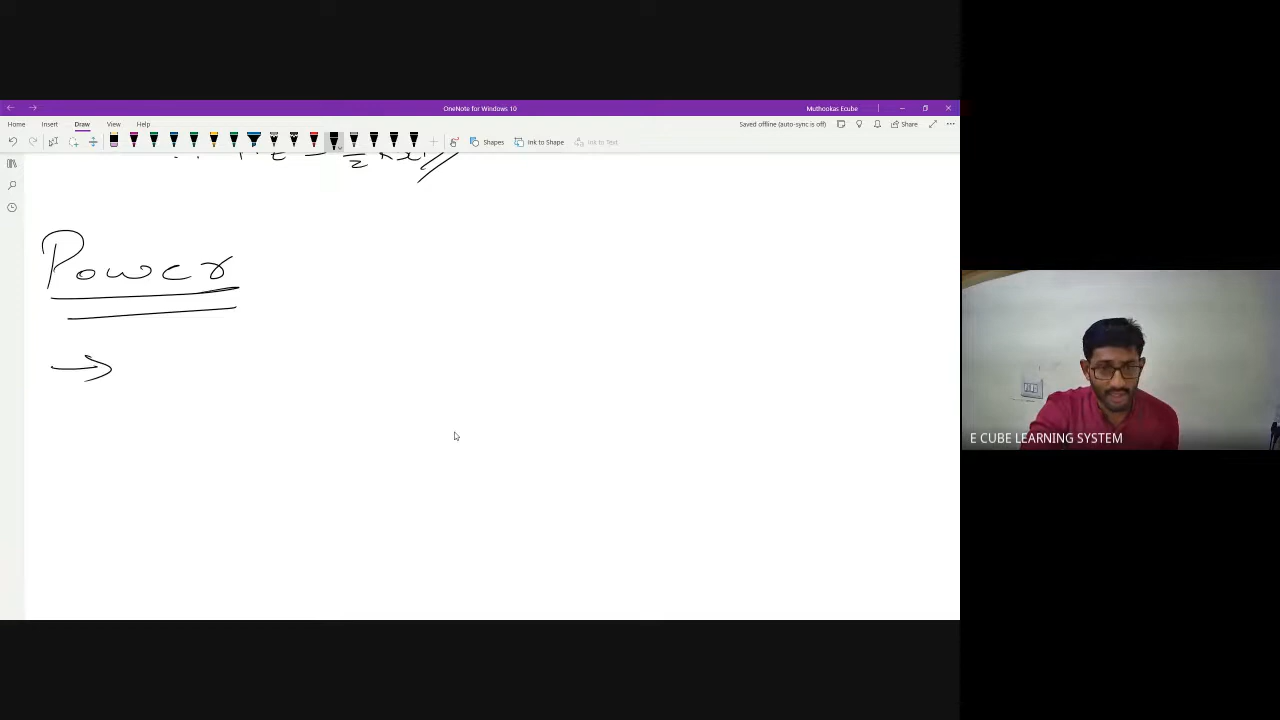 OneNote for Windows 10
Muthookas Ecube
Home Insert Draw View Help
Saved offline (auto-sync is off)
Share
Shapes
Ink to Shape
Ink to Text
Power
→
E CUBE LEARNING SYSTEM